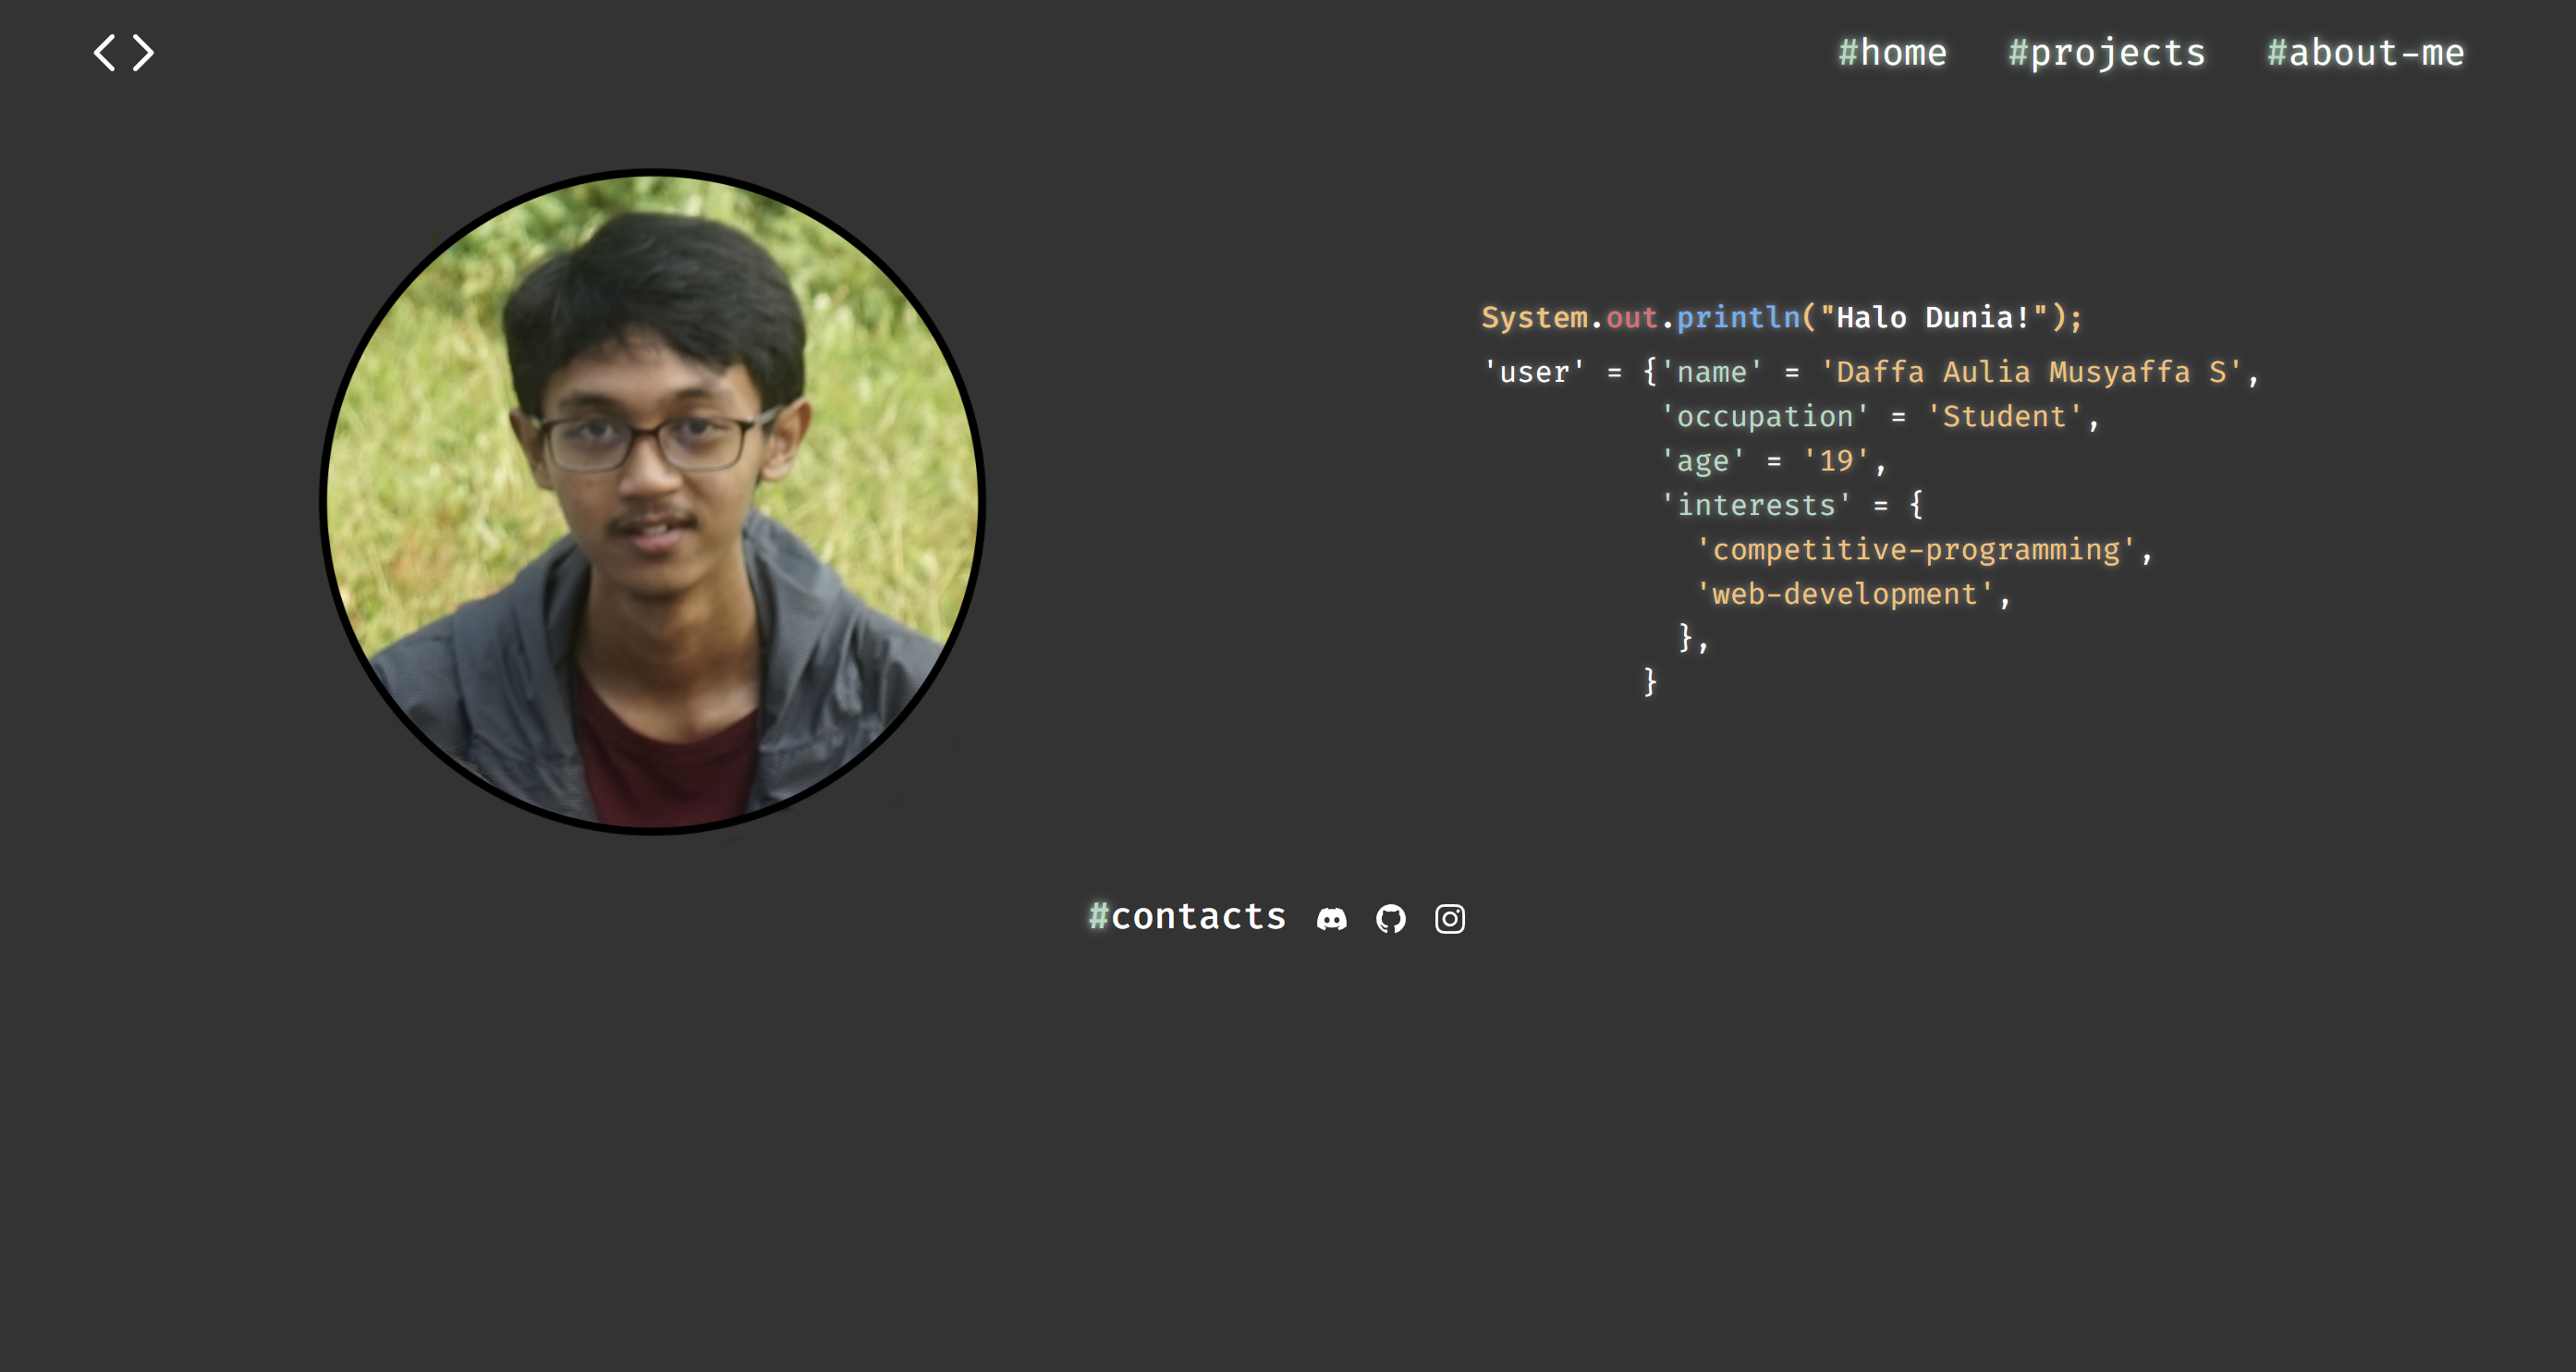 #home #projects #about-me
System.out.println("Halo Dunia!");
'user' = {'name' = 'Daffa Aulia Musyaffa S',
'occupation' = 'Student',
'age' = '19',
'interests' = {
'competitive-programming',
'web-development',
},
}
#contacts